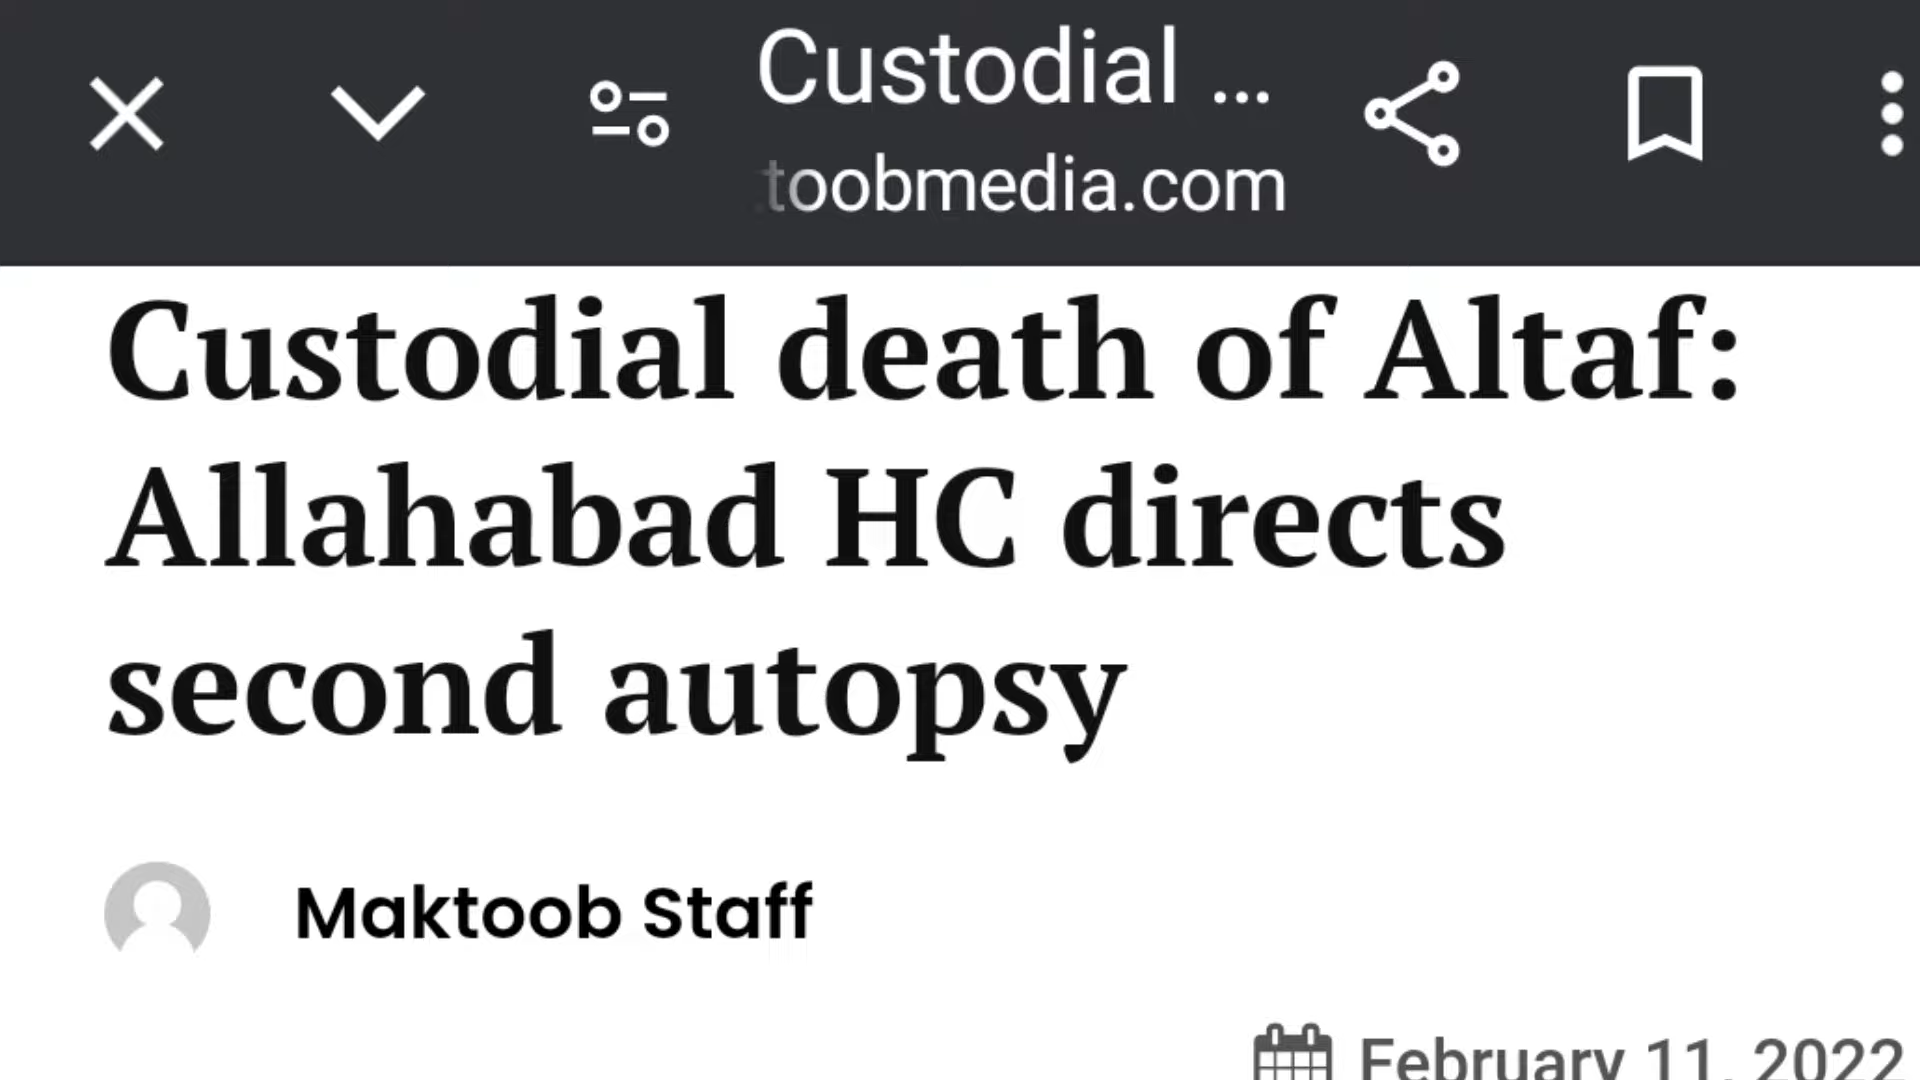 Custodial ...
toobmedia.com
Custodial death of Altaf:
Allahabad HC directs
second autopsy
Maktoob Staff
February 11, 2022